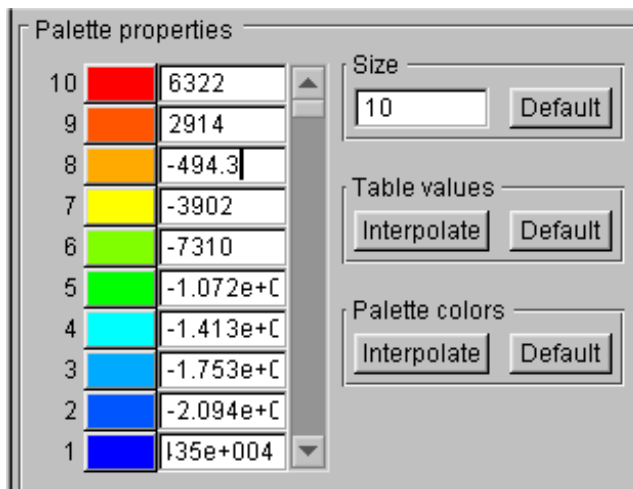 Palette properties
10 6322
9 2914
8 -494.3
7 -3902
6 -7310
5 -1.072e+0
4 -1.413e+0
3 -1.753e+0
2 -2.094e+0
1 35e+004
Size
10 Default
Table values
Interpolate Default
Palette colors
Interpolate Default